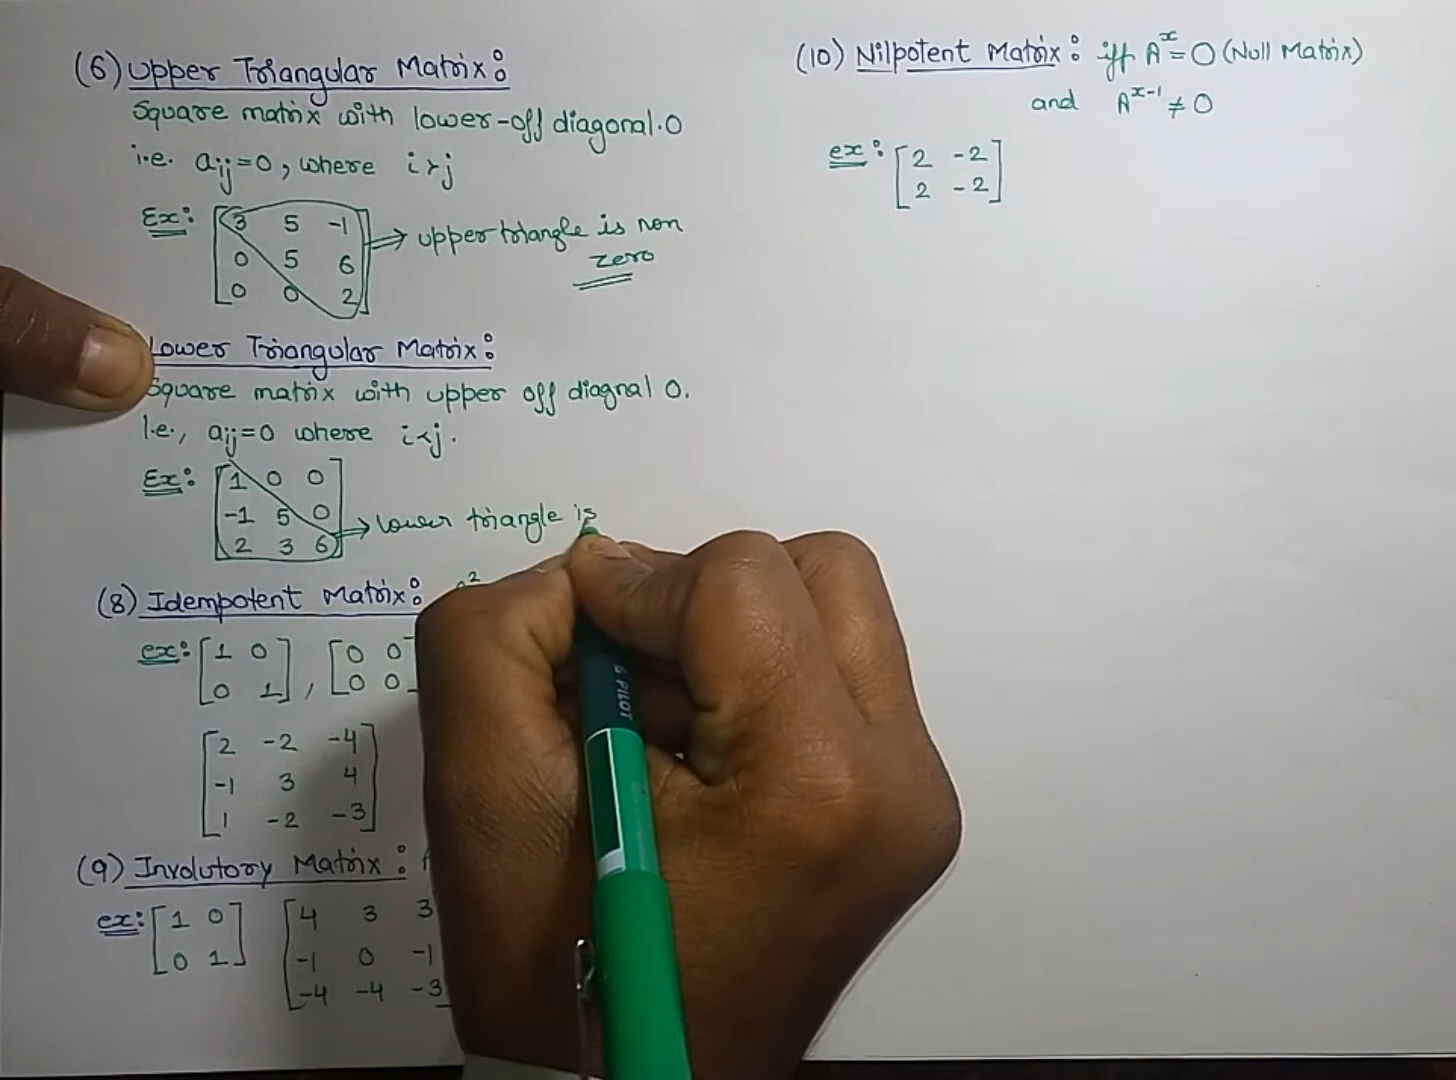 (6) Upper Triangular Matrix:
Square matrix with lower-off diagonal.0
i.e. aij=0, where i>j
Ex: [3 5 -1
0 5 6
0 0 2]
→ upper triangle is non
zero
Lower Triangular Matrix:
Square matrix with upper off diagnal 0.
I.e., aij=0 where i<j.
Ex: [1 0 0
-1 5 0
2 3 6]
→ lower triangle is
(8) Idempotent Matrix: 2
ex: [1 0
0 1], [0 0
0 0
[2 -2 -4
-1 3 4
1 -2 -3]
(9) Involutory Matrix:
ex: [1 0
0 1] [4 3 3
-1 0 -1
-4 -4 -3
(10) Nilpotent Matrix: iff A^x=0 (Null Matrix)
and A^x-1 ≠ 0
ex: [2 -2
2 -2]
PILOT